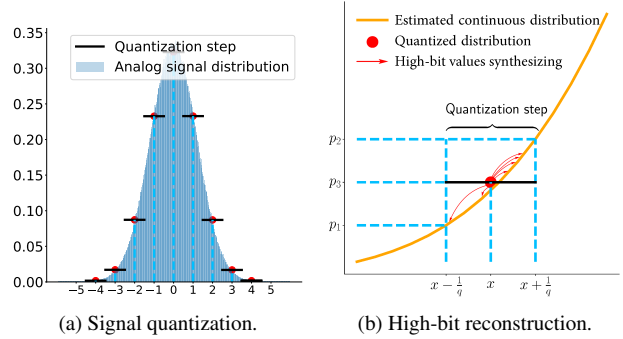 0.35
0.30
0.25
0.20
0.15
0.10
0.05
0.00
Quantization step
Analog signal distribution
−5 −4 −3 −2 −1 0 1 2 3 4 5
(a) Signal quantization.
Estimated continuous distribution
Quantized distribution
High-bit values synthesizing
Quantization step
p₂
p₃
p₁
x − 1/q x x + 1/q
(b) High-bit reconstruction.